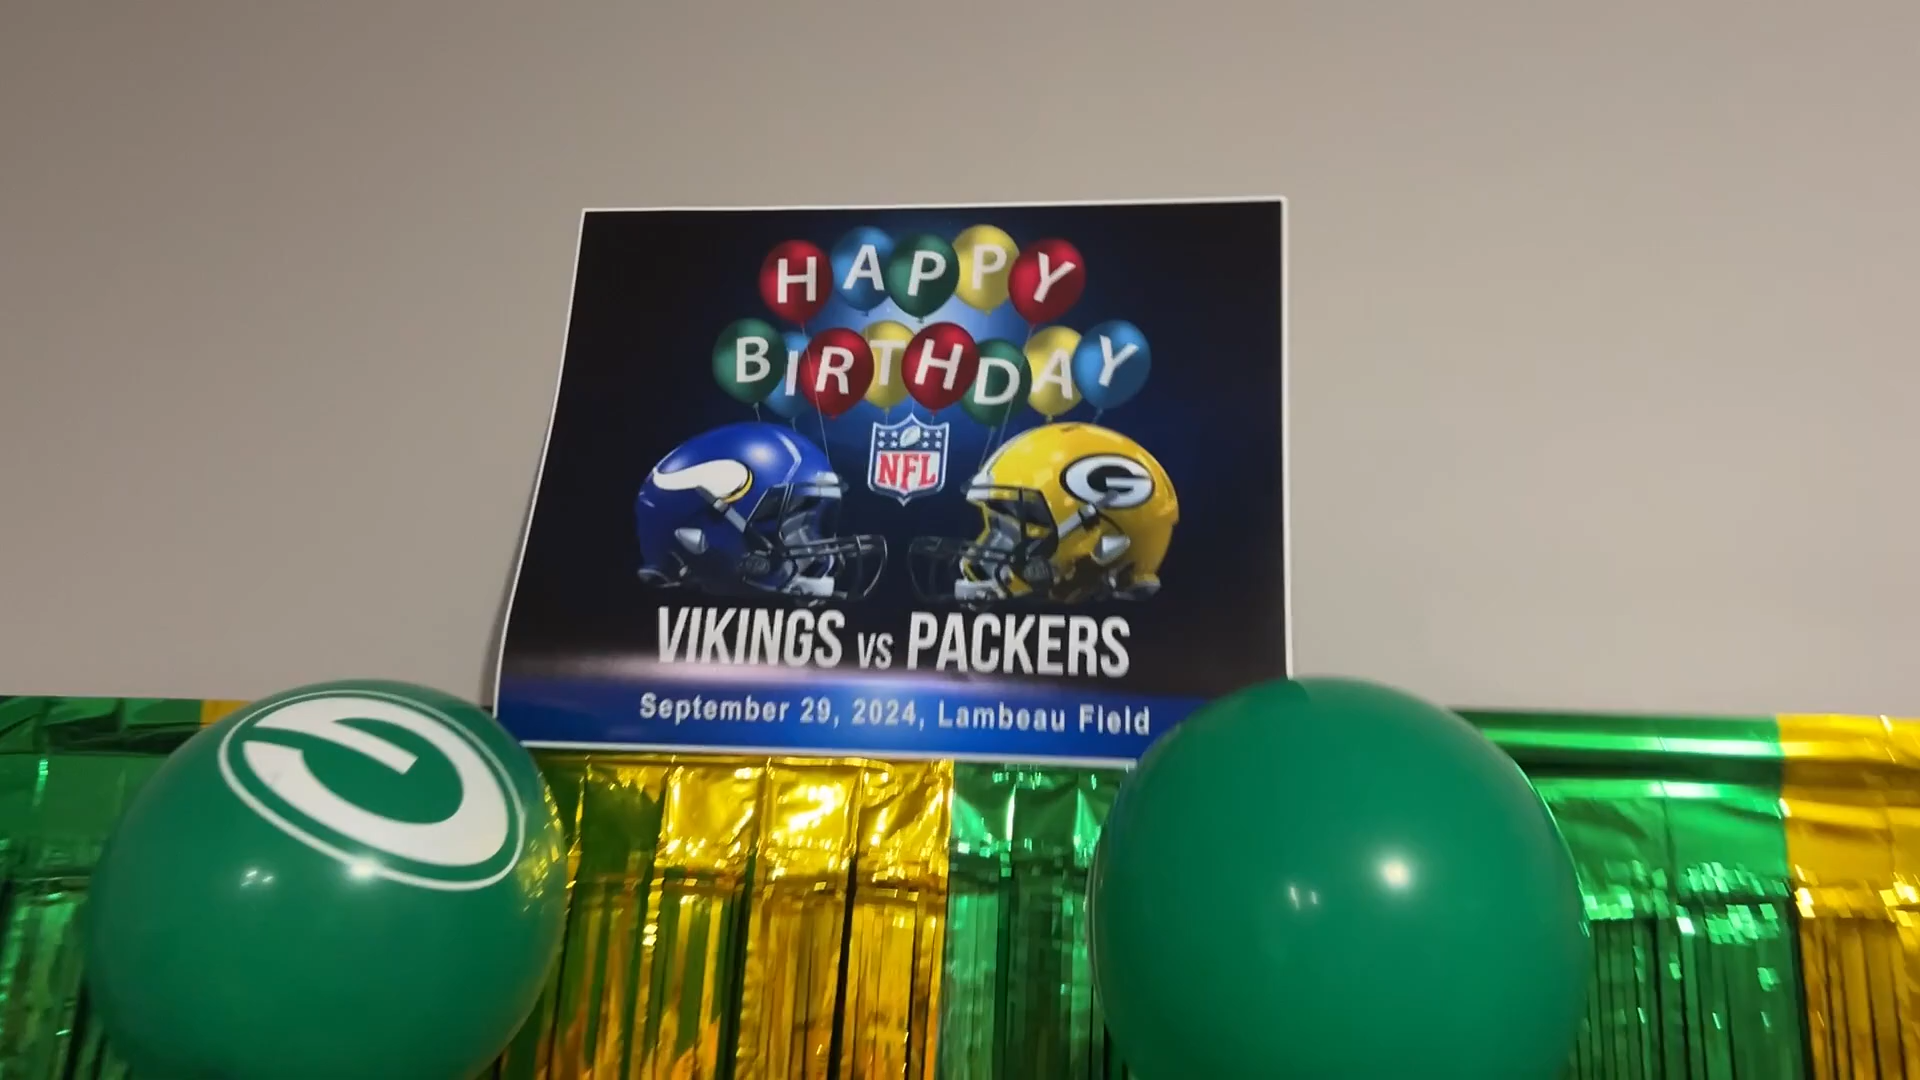 HAPPY
BIRTHDAY
NFL
G
VIKINGS VS PACKERS
September 29, 2024, Lambeau Field
G